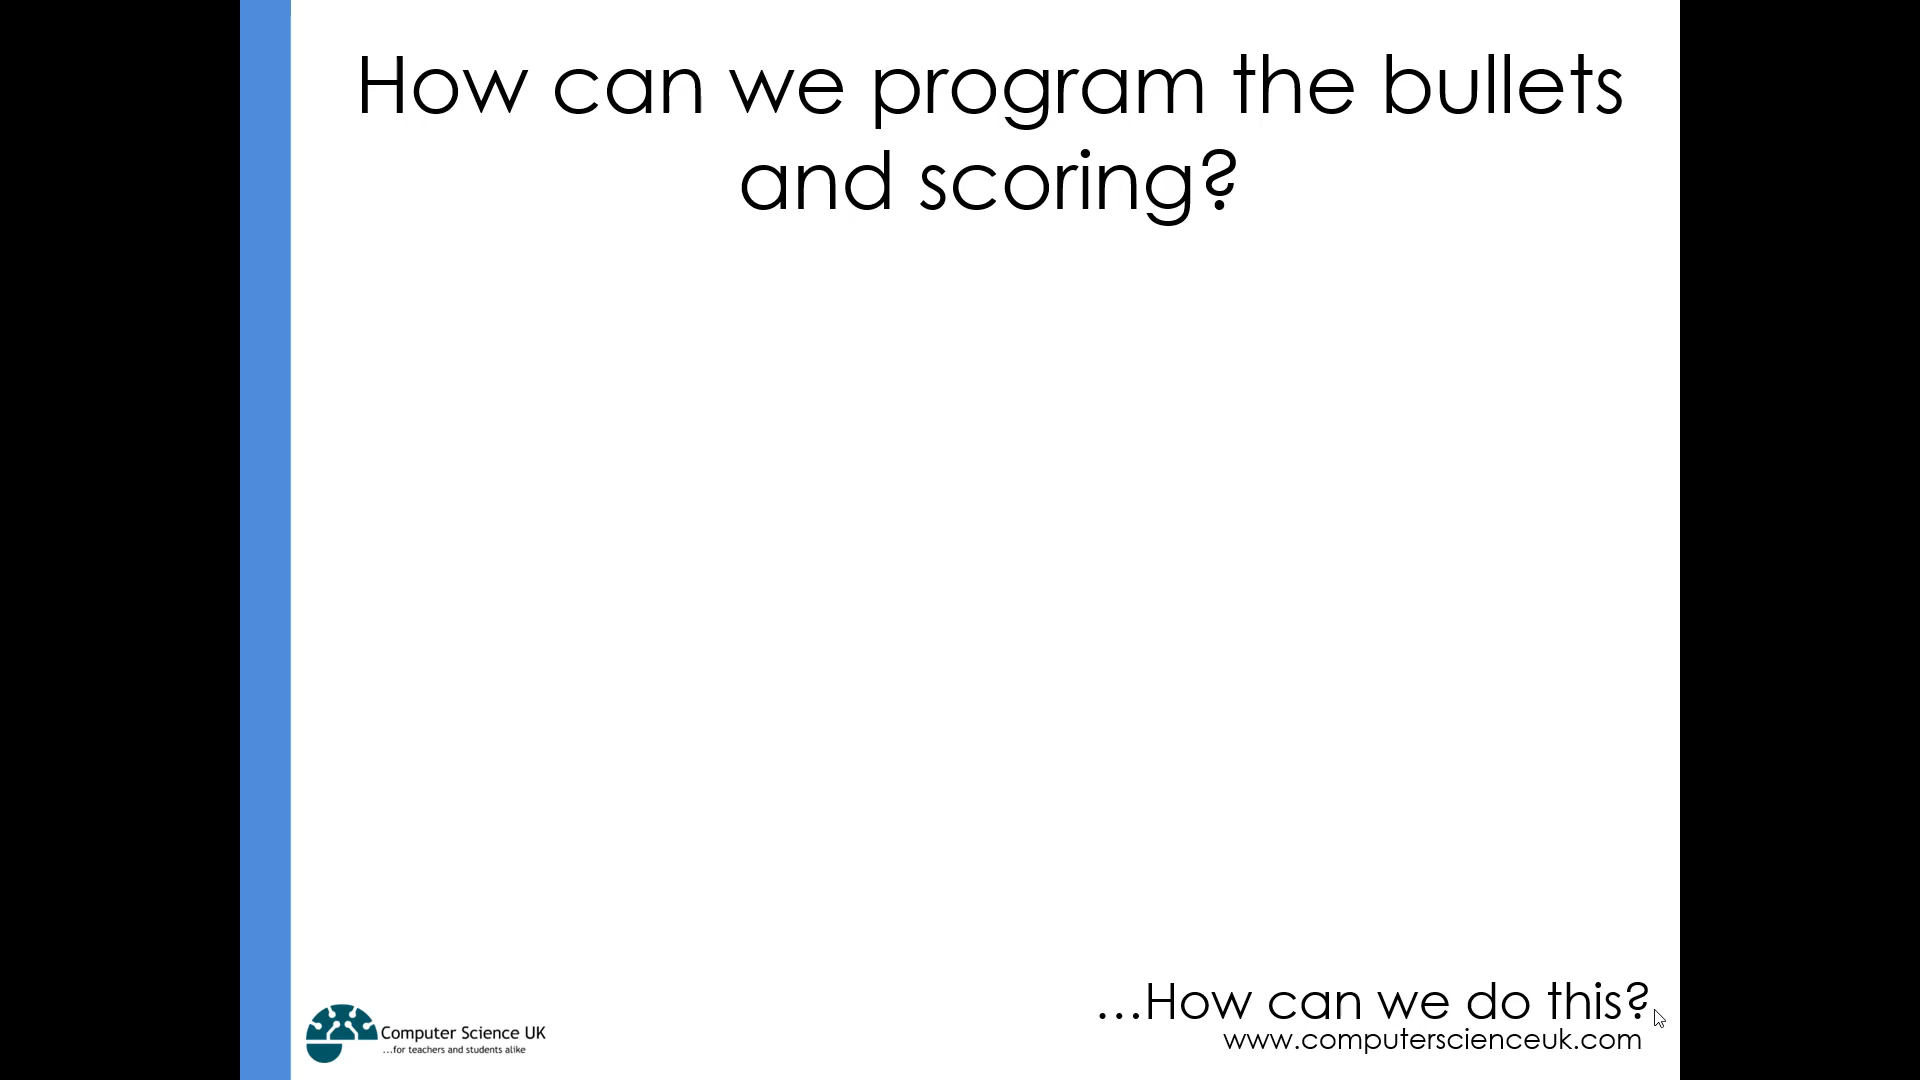 How can we program the bullets
and scoring?
...How can we do this?
Computer Science UK
...for teachers and students alike
www.computerscienceuk.com